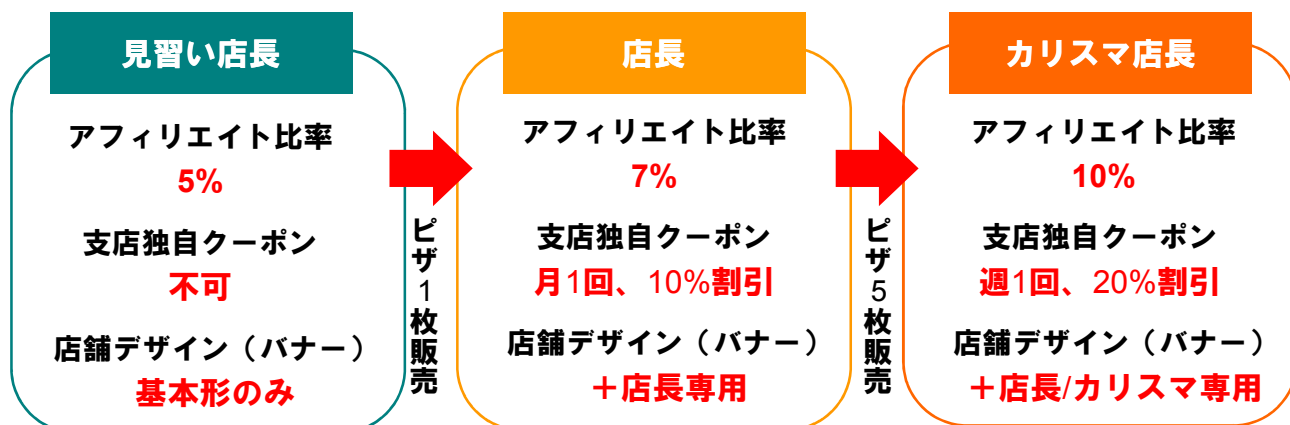 見習い店長
アフィリエイト比率
5%
支店独自クーポン
不可
店舗デザイン（バナー）
基本形のみ
ピザ1枚販売
店長
アフィリエイト比率
7%
支店独自クーポン
月1回、10%割引
店舗デザイン（バナー）
＋店長専用
ピザ5枚販売
カリスマ店長
アフィリエイト比率
10%
支店独自クーポン
週1回、20%割引
店舗デザイン（バナー）
＋店長/カリスマ専用